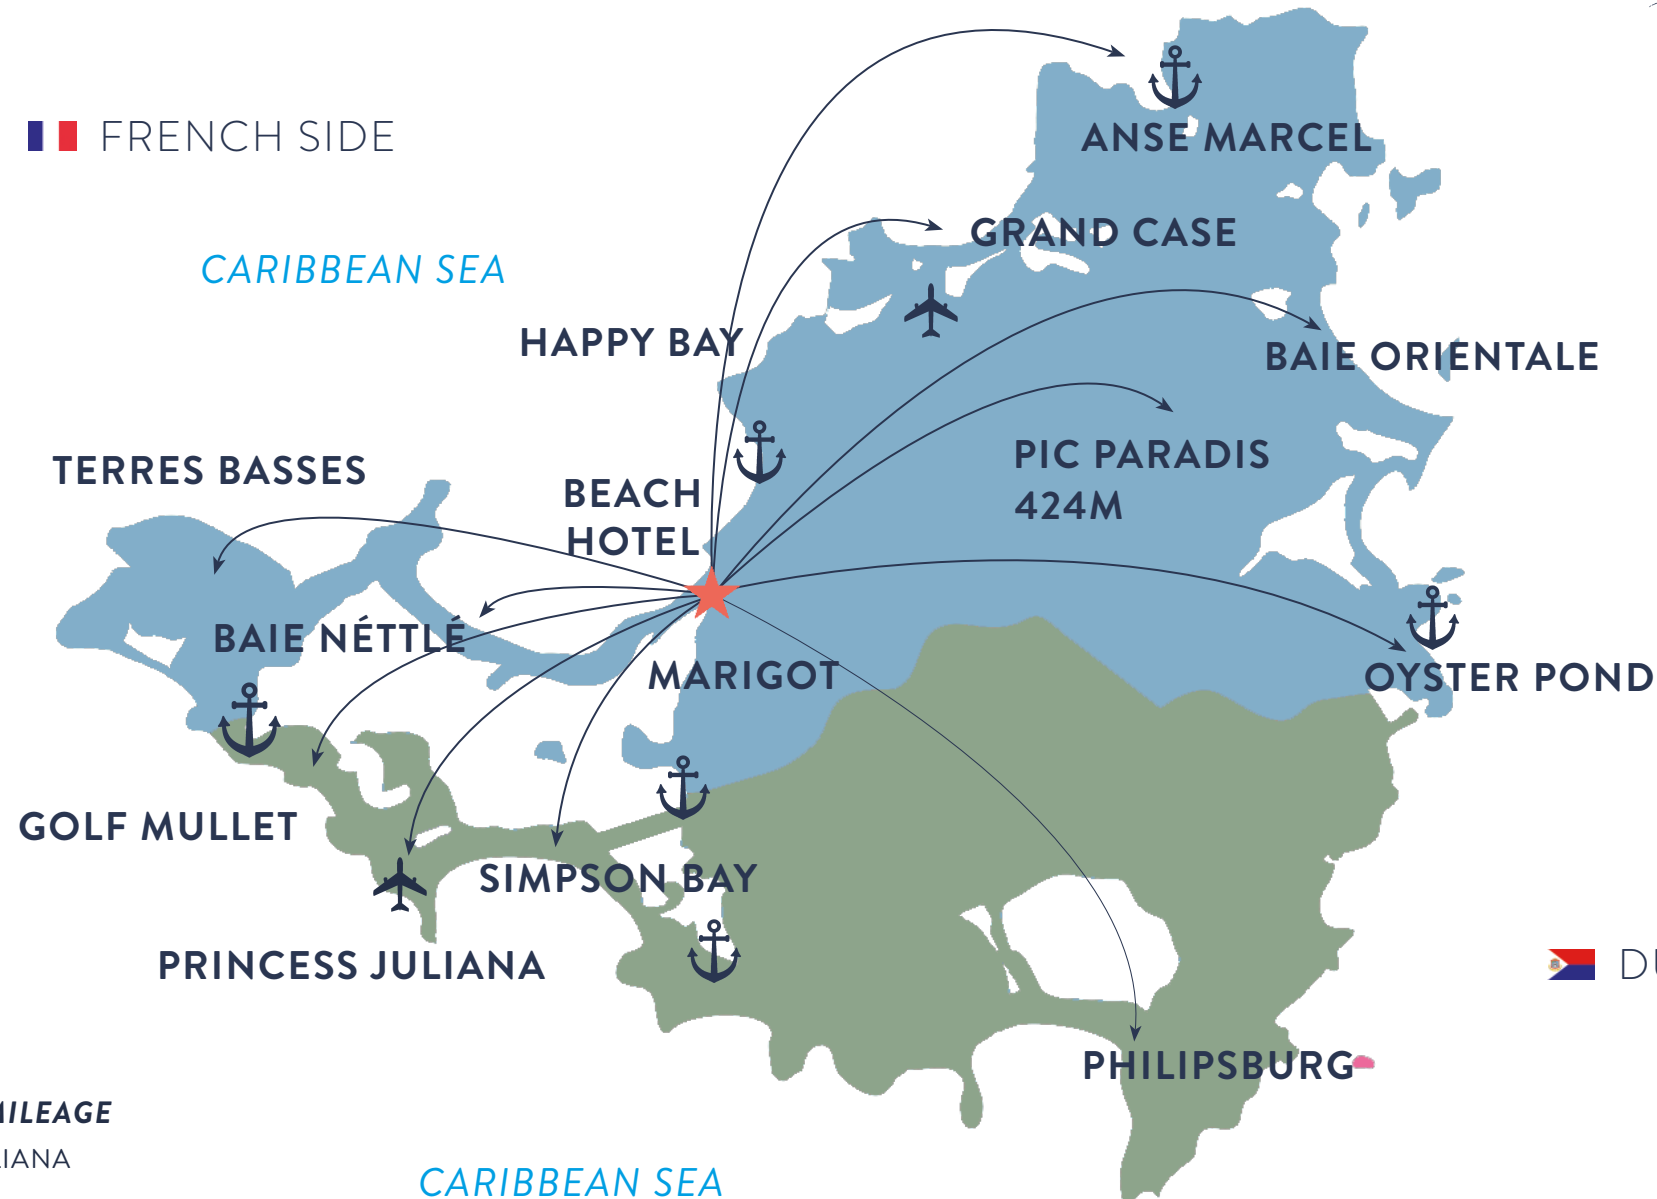 FRENCH SIDE
ANSE MARCEL
GRAND CASE
CARIBBEAN SEA
HAPPY BAY
BAIE ORIENTALE
TERRES BASSES
PIC PARADIS
424M
BEACH
HOTEL
BAIE NÉTTLÉ
MARIGOT
OYSTER POND
GOLF MULLET
SIMPSON BAY
PRINCESS JULIANA
PHILIPSBURG
CARIBBEAN SEA